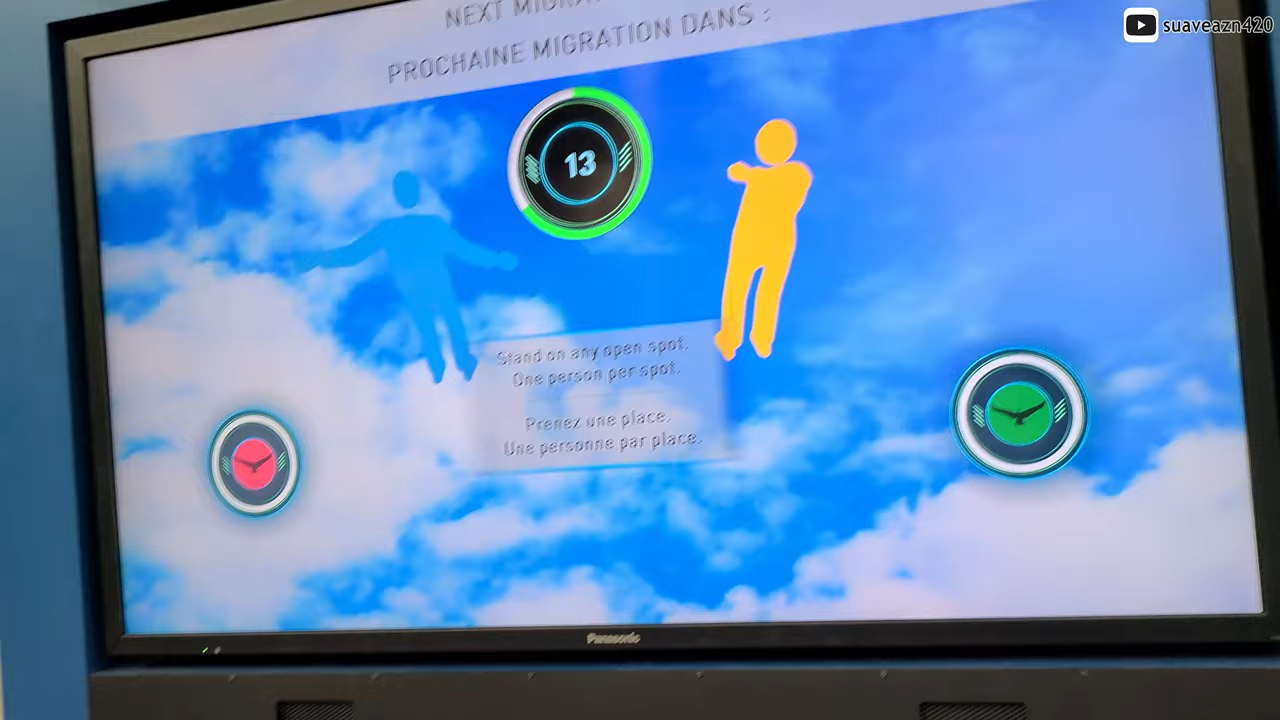 suaveazn420
NEXT
PROCHAINE MIGRATION DANS :
13
Stand on any open spot.
One person per spot.
Prenez une place.
Une personne par place.
Panasonic